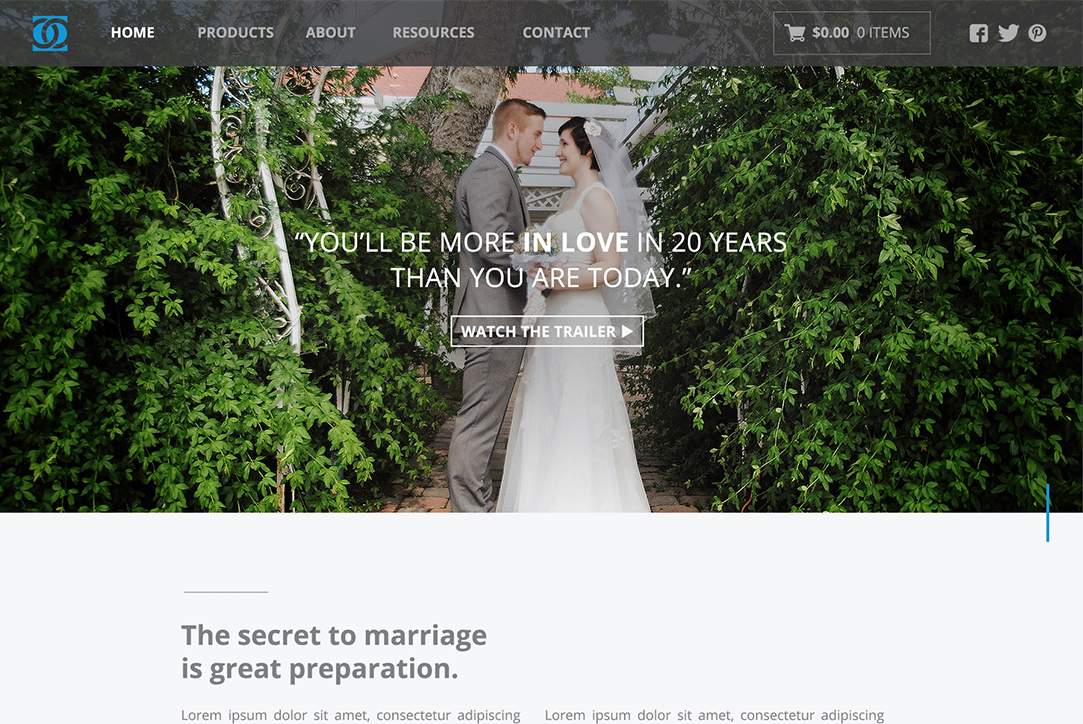 HOME PRODUCTS ABOUT RESOURCES CONTACT $0.00 0 ITEMS
“YOU’LL BE MORE IN LOVE IN 20 YEARS
THAN YOU ARE TODAY.”
WATCH THE TRAILER
The secret to marriage
is great preparation.
Lorem ipsum dolor sit amet, consectetur adipiscing
Lorem ipsum dolor sit amet, consectetur adipiscing